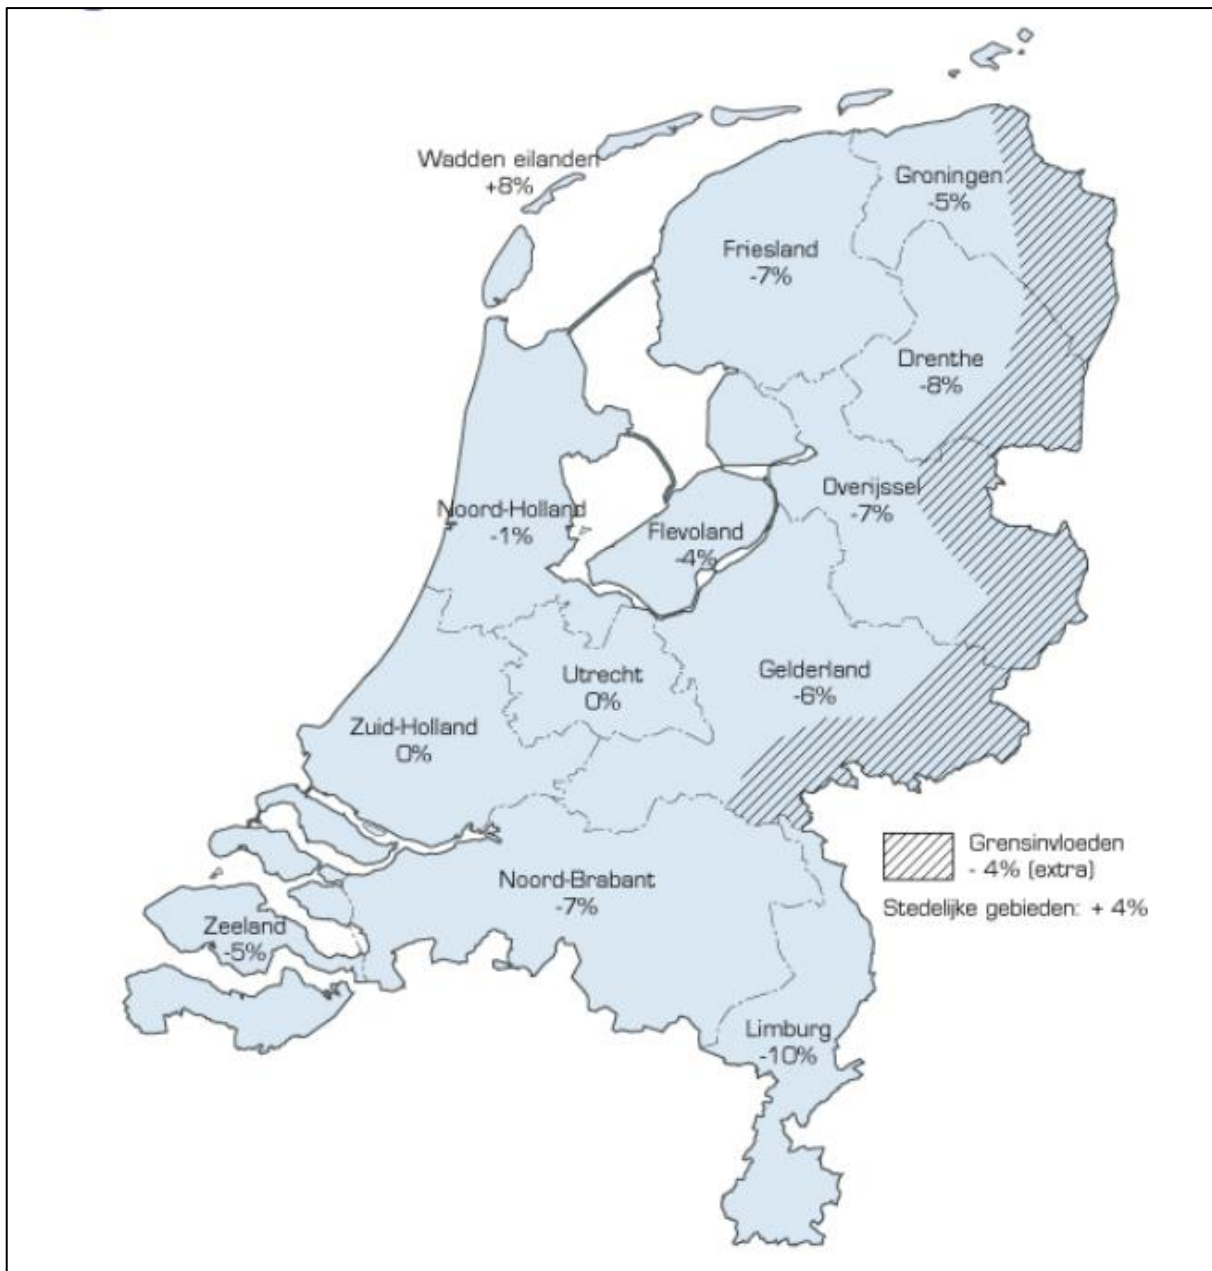 Wadden eilanden
+8%
Groningen
-5%
Friesland
-7%
Drenthe
-8%
Overijssel
-7%
Noord-Holland
-1%
Flevoland
-4%
Gelderland
-6%
Utrecht
0%
Zuid-Holland
0%
Grensinvloeden
- 4% (extra)
Stedelijke gebieden: + 4%
Noord-Brabant
-7%
Zeeland
-5%
Limburg
-10%